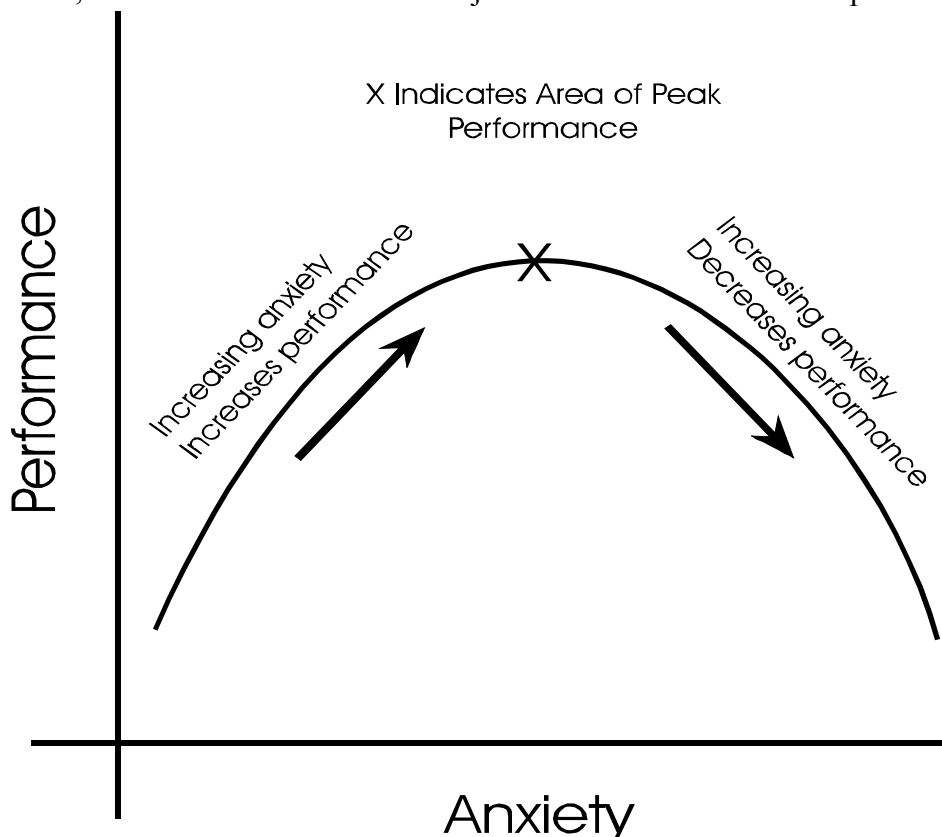 X Indicates Area of Peak
Performance
Increasing anxiety
Increases performance
Increasing anxiety
Decreases performance
Performance
Anxiety